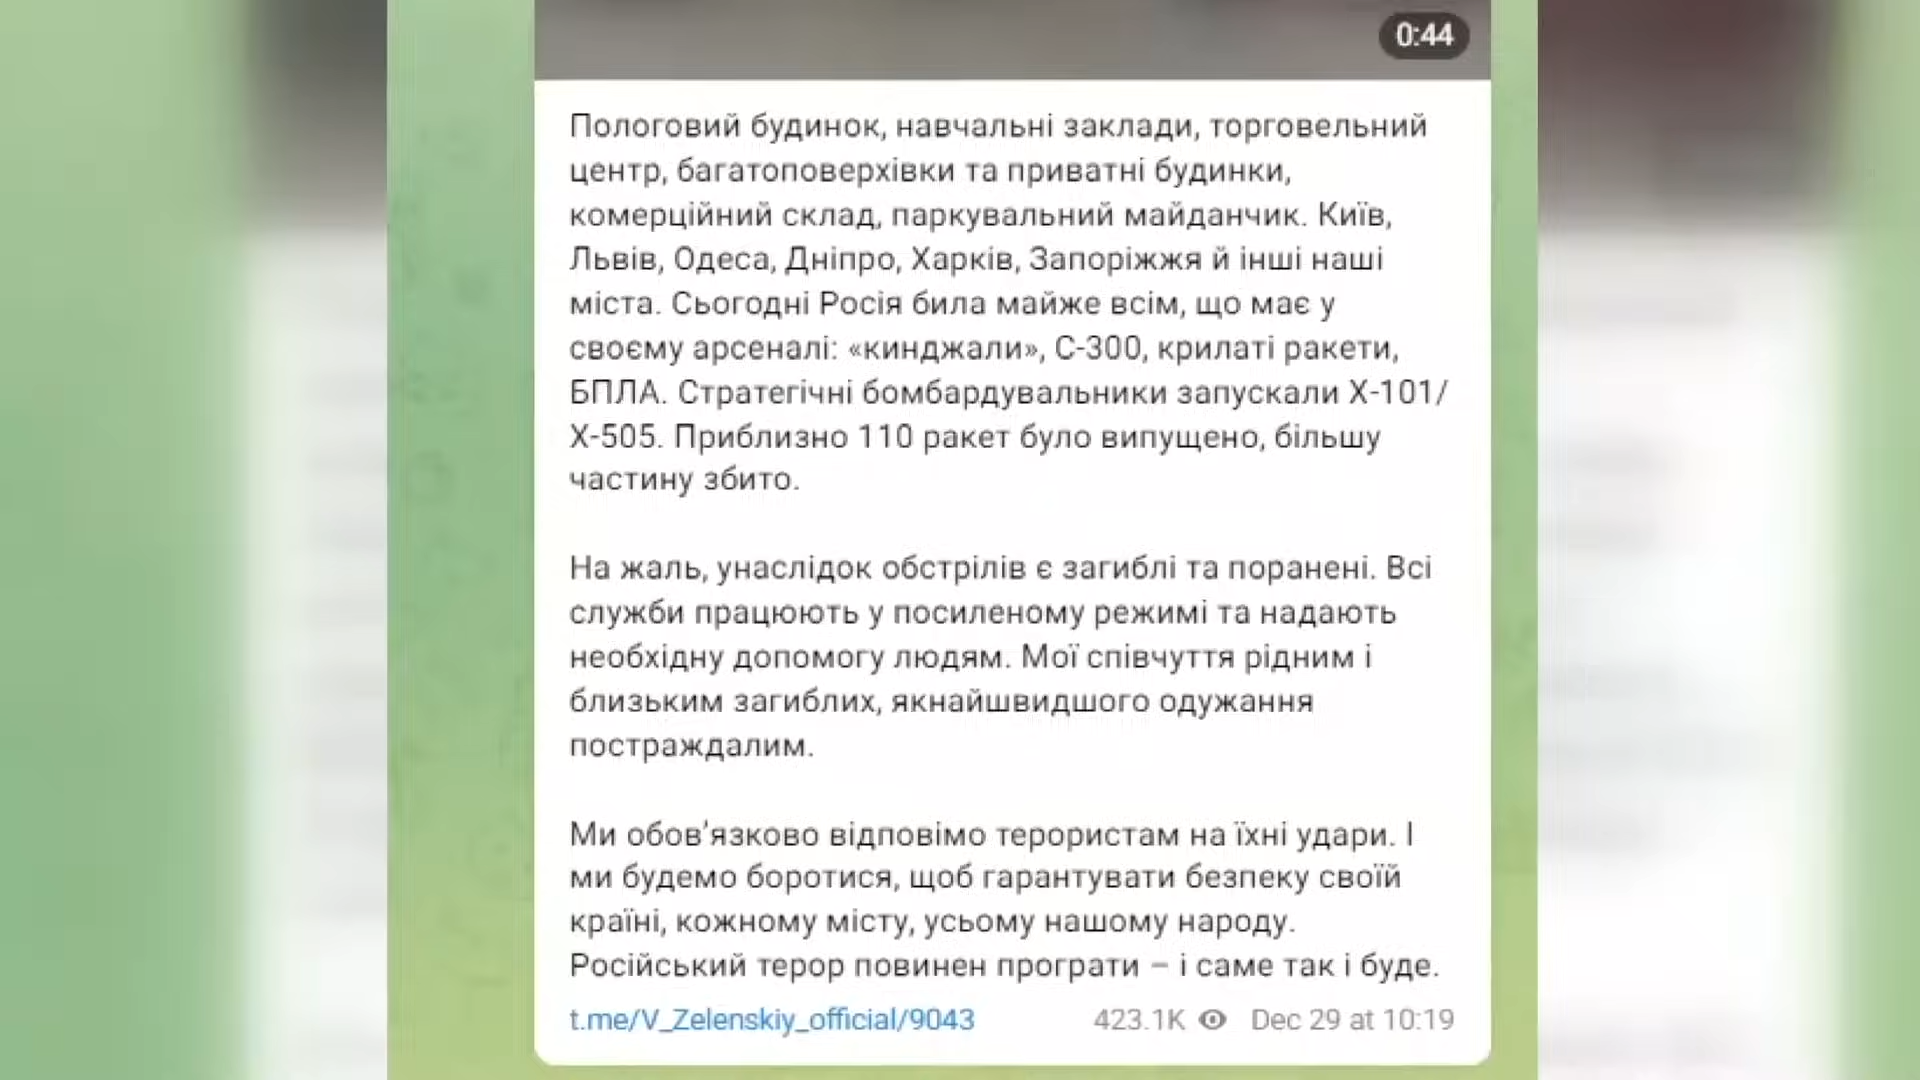 0:44
Пологовий будинок, навчальні заклади, торговельний
центр, багатоповерхівки та приватні будинки,
комерційний склад, паркувальний майданчик. Київ,
Львів, Одеса, Дніпро, Харків, Запоріжжя й інші наші
міста. Сьогодні Росія била майже всім, що має у
своєму арсеналі: «кинджали», С-300, крилаті ракети,
БПЛА. Стратегічні бомбардувальники запускали Х-101/
Х-505. Приблизно 110 ракет було випущено, більшу
частину збито.
На жаль, унаслідок обстрілів є загиблі та поранені. Всі
служби працюють у посиленому режимі та надають
необхідну допомогу людям. Мої співчуття рідним і
близьким загиблих, якнайшвидшого одужання
постраждалим.
Ми обов’язково відповімо терористам на їхні удари. І
ми будемо боротися, щоб гарантувати безпеку своїй
країні, кожному місту, усьому нашому народу.
Російський терор повинен програти – і саме так і буде.
t.me/V_Zelenskiy_official/9043 423.1K Dec 29 at 10:19